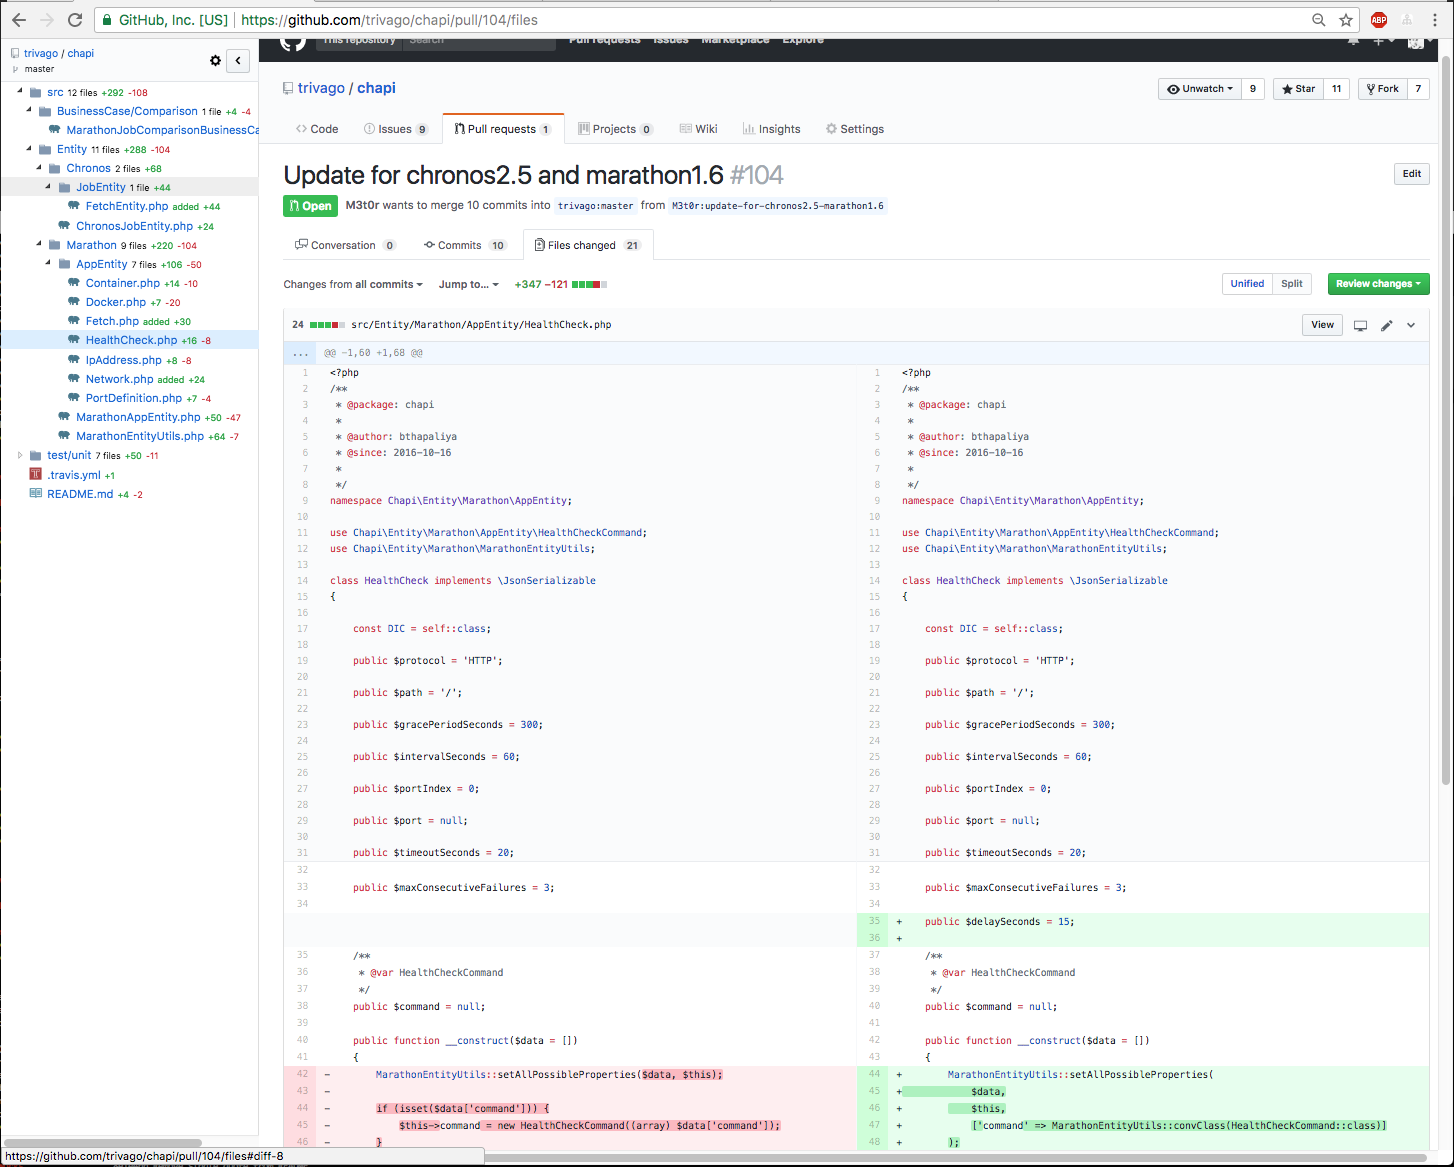 GitHub, Inc. [US] | https://github.com/trivago/chapi/pull/104/files
ABP
trivago / chapi
master
src 12 files +292 -108
BusinessCase/Comparison 1 file +4 -4
MarathonJobComparisonBusinessCa
Entity 11 files +288 -104
Chronos 2 files +68
JobEntity 1 file +44
FetchEntity.php added +44
ChronosJobEntity.php +24
Marathon 9 files +220 -104
AppEntity 7 files +106 -50
Container.php +14 -10
Docker.php +7 -20
Fetch.php added +30
HealthCheck.php +16 -8
IpAddress.php +8 -8
Network.php added +24
PortDefinition.php +7 -4
MarathonAppEntity.php +50 -47
MarathonEntityUtils.php +64 -7
test/unit 7 files +50 -11
.travis.yml +1
README.md +4 -2
https://github.com/trivago/chapi/pull/104/files#diff-8
This repository Search Pull requests Issues Marketplace Explore
trivago / chapi
Unwatch 9 Star 11 Fork 7
Code Issues 9 Pull requests 1 Projects 0 Wiki Insights Settings
Update for chronos2.5 and marathon1.6 #104
Edit
Open M3t0r wants to merge 10 commits into trivago:master from M3t0r:update-for-chronos2.5-marathon1.6
Conversation 0 Commits 10 Files changed 21
Changes from all commits Jump to... +347 −121
Unified Split Review changes
24 src/Entity/Marathon/AppEntity/HealthCheck.php
View
... @@ -1,60 +1,68 @@
1 <?php
2 /**
3 * @package: chapi
4 *
5 * @author: bthapaliya
6 * @since: 2016-10-16
7 *
8 */
9 namespace Chapi\Entity\Marathon\AppEntity;
10
11 use Chapi\Entity\Marathon\AppEntity\HealthCheckCommand;
12 use Chapi\Entity\Marathon\MarathonEntityUtils;
13
14 class HealthCheck implements \JsonSerializable
15 {
16
17 const DIC = self::class;
18
19 public $protocol = 'HTTP';
20
21 public $path = '/';
22
23 public $gracePeriodSeconds = 300;
24
25 public $intervalSeconds = 60;
26
27 public $portIndex = 0;
28
29 public $port = null;
30
31 public $timeoutSeconds = 20;
32
33 public $maxConsecutiveFailures = 3;
34
35 /**
36 * @var HealthCheckCommand
37 */
38 public $command = null;
39
40 public function __construct($data = [])
41 {
42 - MarathonEntityUtils::setAllPossibleProperties($data, $this);
43 -
44 - if (isset($data['command'])) {
45 - $this->command = new HealthCheckCommand((array) $data['command']);
46 - }
1 <?php
2 /**
3 * @package: chapi
4 *
5 * @author: bthapaliya
6 * @since: 2016-10-16
7 *
8 */
9 namespace Chapi\Entity\Marathon\AppEntity;
10
11 use Chapi\Entity\Marathon\AppEntity\HealthCheckCommand;
12 use Chapi\Entity\Marathon\MarathonEntityUtils;
13
14 class HealthCheck implements \JsonSerializable
15 {
16
17 const DIC = self::class;
18
19 public $protocol = 'HTTP';
20
21 public $path = '/';
22
23 public $gracePeriodSeconds = 300;
24
25 public $intervalSeconds = 60;
26
27 public $portIndex = 0;
28
29 public $port = null;
30
31 public $timeoutSeconds = 20;
32
33 public $maxConsecutiveFailures = 3;
34
35 + public $delaySeconds = 15;
36 +
37 /**
38 * @var HealthCheckCommand
39 */
40 public $command = null;
41
42 public function __construct($data = [])
43 {
44 + MarathonEntityUtils::setAllPossibleProperties(
45 + $data,
46 + $this,
47 + ['command' => MarathonEntityUtils::convClass(HealthCheckCommand::class)]
48 + );